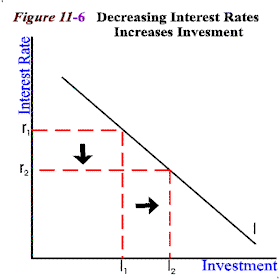 Figure 11-6 Decreasing Interest Rates
Increases Invesment
Interest Rate
r1
r2
I
I1
I2
Investment